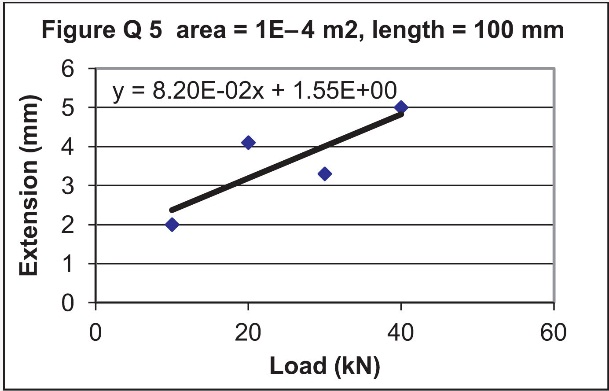 Figure Q 5 area = 1E–4 m2, length = 100 mm
y = 8.20E-02x + 1.55E+00
Extension (mm)
6
5
4
3
2
1
0
0 20 40 60
Load (kN)